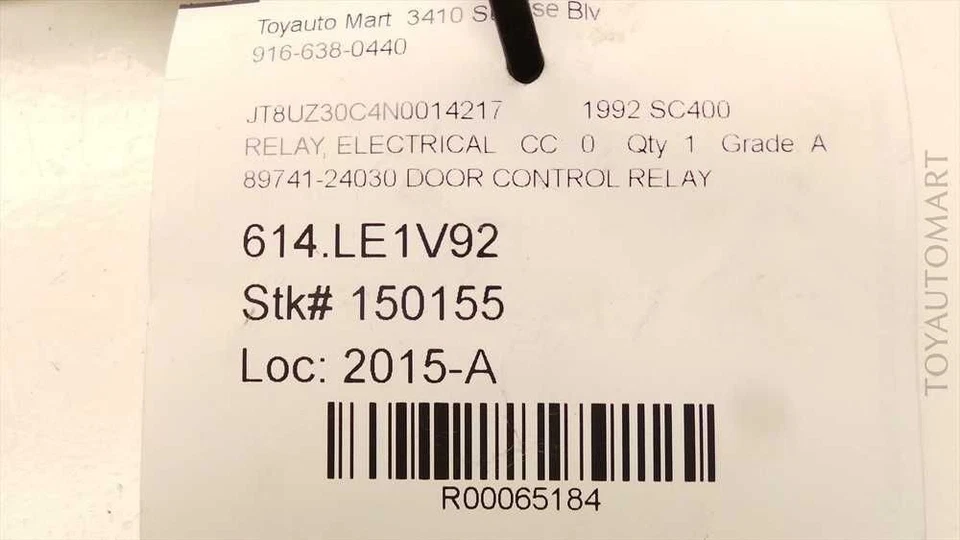 Toyauto Mart 3410 Blv
916-638-0440
JT8UZ30C4N0014217 1992 SC400
RELAY, ELECTRICAL CC 0 Qty 1 Grade A
89741-24030 DOOR CONTROL RELAY
614.LE1V92
Stk# 150155
Loc: 2015-A
R00065184
TOYAUTOMART